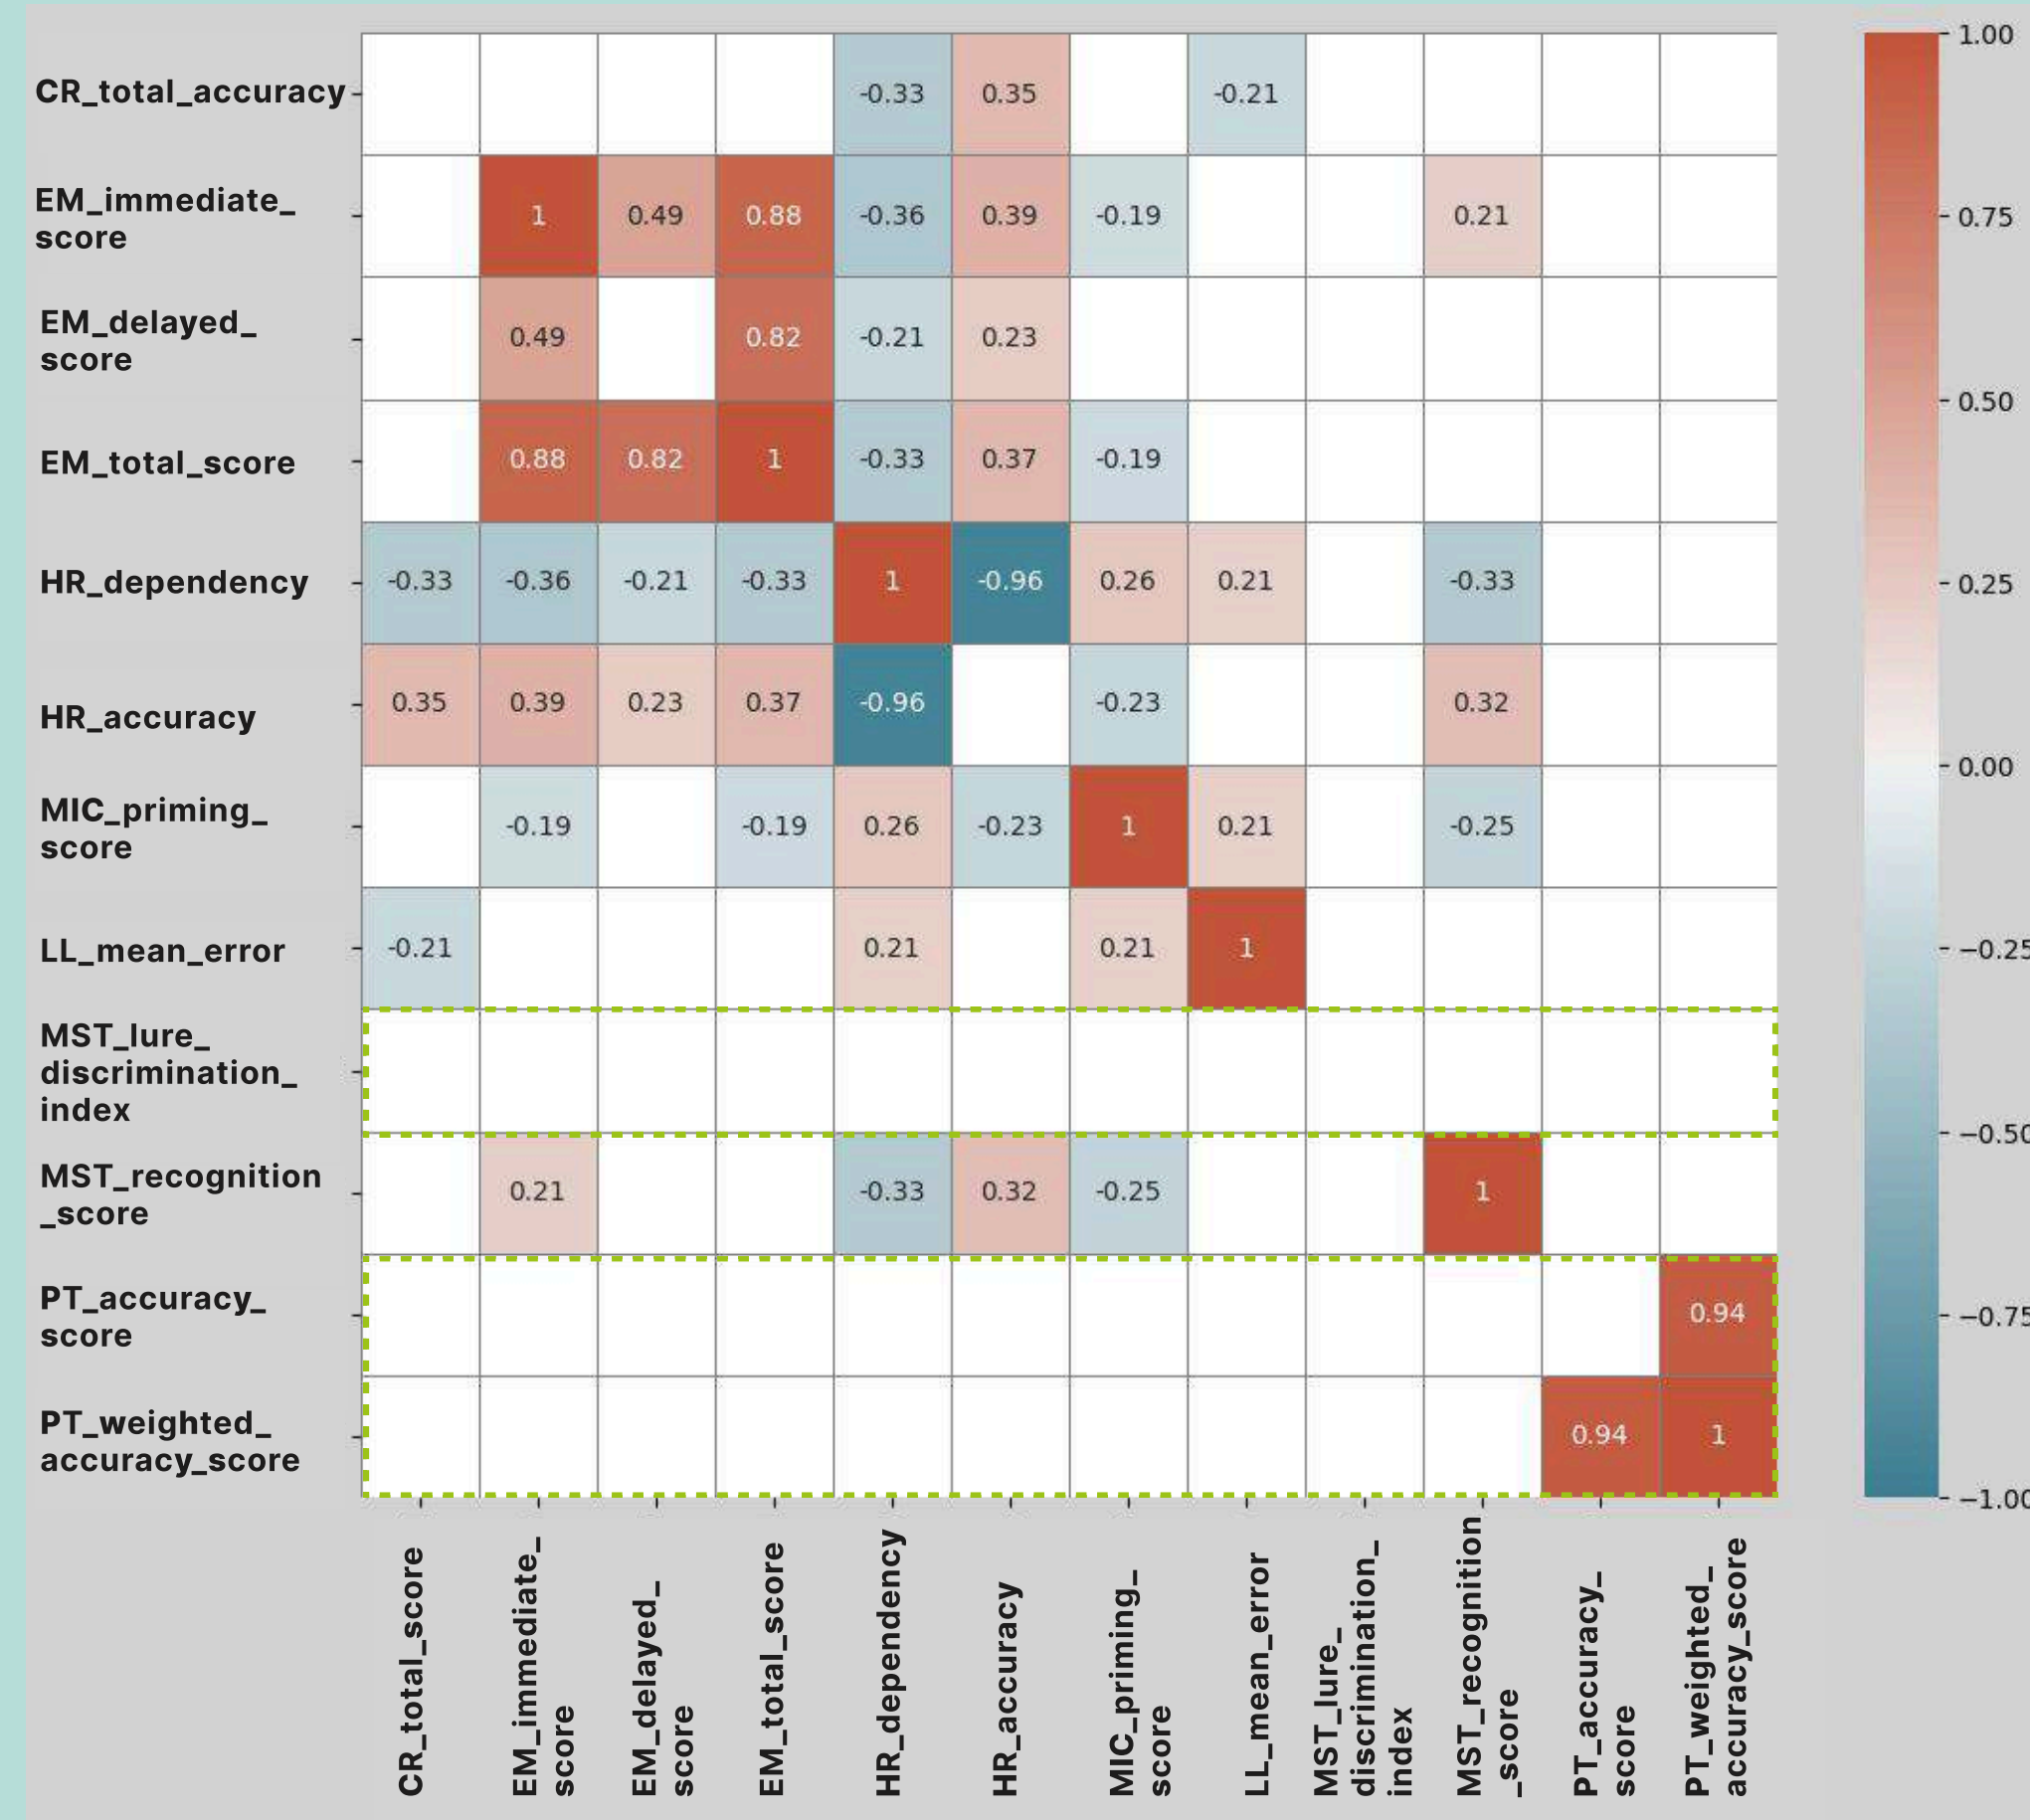 1.00
CR_total_accuracy -0.33 0.35 -0.21
EM_immediate_
score
1 0.49 0.88 -0.36 0.39 -0.19 0.21
0.75
EM_delayed_
score
0.49 0.82 -0.21 0.23
0.50
EM_total_score 0.88 0.82 1 -0.33 0.37 -0.19
HR_dependency -0.33 -0.36 -0.21 -0.33 1 -0.96 0.26 0.21 -0.33
0.25
HR_accuracy 0.35 0.39 0.23 0.37 -0.96 -0.23 0.32
0.00
MIC_priming_
score
-0.19 -0.19 0.26 -0.23 1 0.21 -0.25
LL_mean_error -0.21 0.21 0.21 1
−0.25
MST_lure_
discrimination_
index
−0.50
MST_recognition
_score
0.21 -0.33 0.32 -0.25 1
PT_accuracy_
score
0.94
−0.75
PT_weighted_
accuracy_score
0.94 1
−1.00
CR_total_score
EM_immediate_
score
EM_delayed_
score
EM_total_score
HR_dependency
HR_accuracy
MIC_priming_
score
LL_mean_error
MST_lure_
discrimination_
index
MST_recognition
_score
PT_accuracy_
score
PT_weighted_
accuracy_score